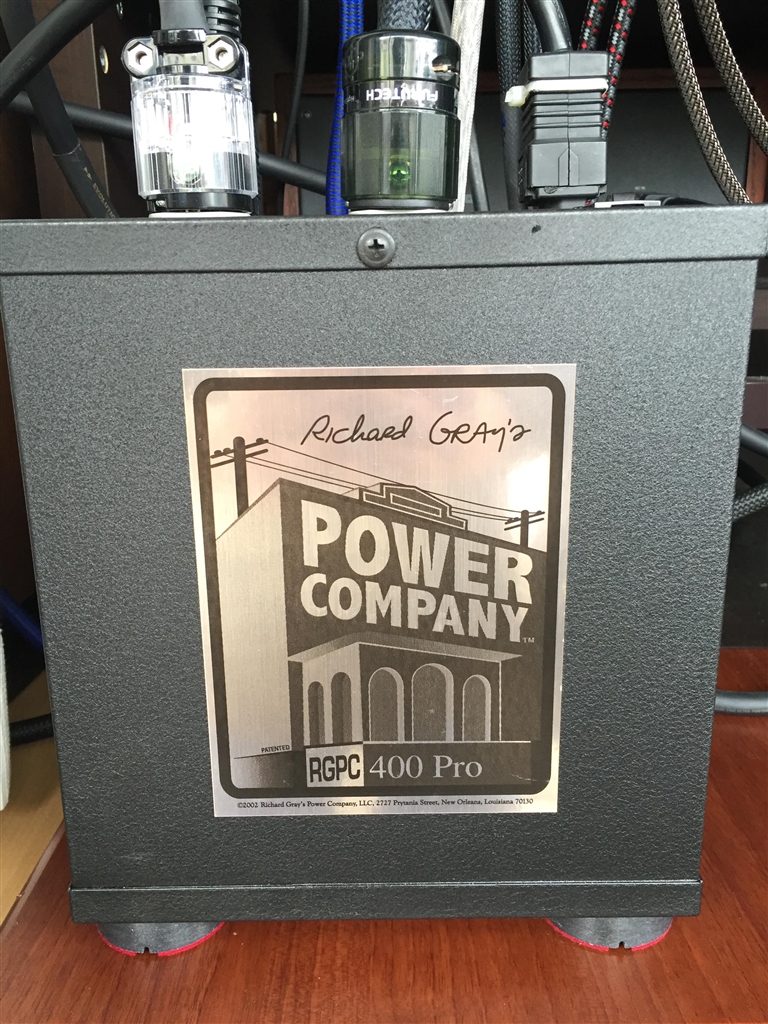 FURUTECH
Richard GRAy's
POWER
COMPANY™
PATENTED
RGPC 400 Pro
©2002 Richard Gray's Power Company, LLC, 2727 Prytania Street, New Orleans, Louisiana 70130